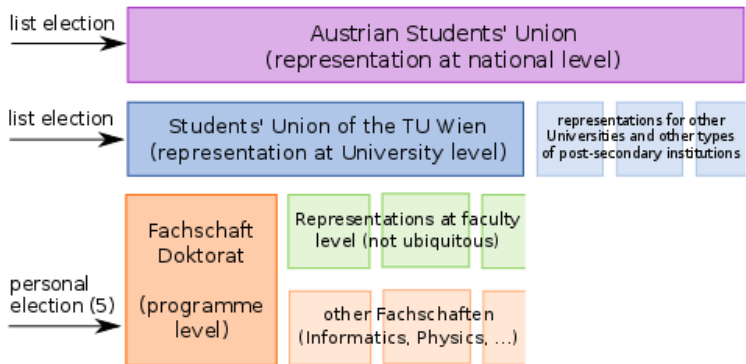 list election
Austrian Students' Union
(representation at national level)
list election
Students' Union of the TU Wien
(representation at University level)
representations for other
Universities and other types
of post-secondary institutions
Fachschaft
Doktorat
(programme
level)
Representations at faculty
level (not ubiquitous)
personal
election (5)
other Fachschaften
(Informatics, Physics, ...)